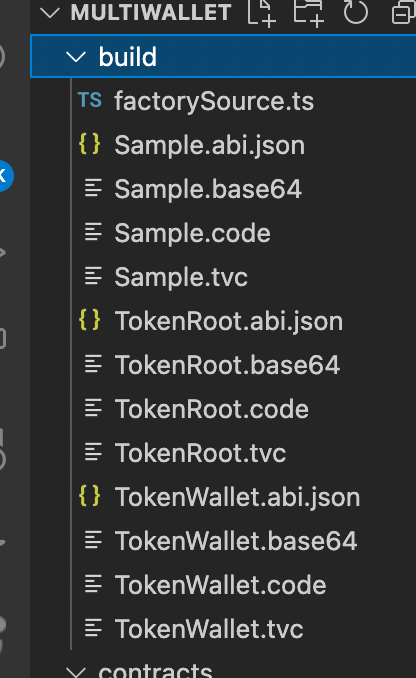 MULTIWALLET
build
TS factorySource.ts
{} Sample.abi.json
Sample.base64
Sample.code
Sample.tvc
{} TokenRoot.abi.json
TokenRoot.base64
TokenRoot.code
TokenRoot.tvc
{} TokenWallet.abi.json
TokenWallet.base64
TokenWallet.code
TokenWallet.tvc
contracts